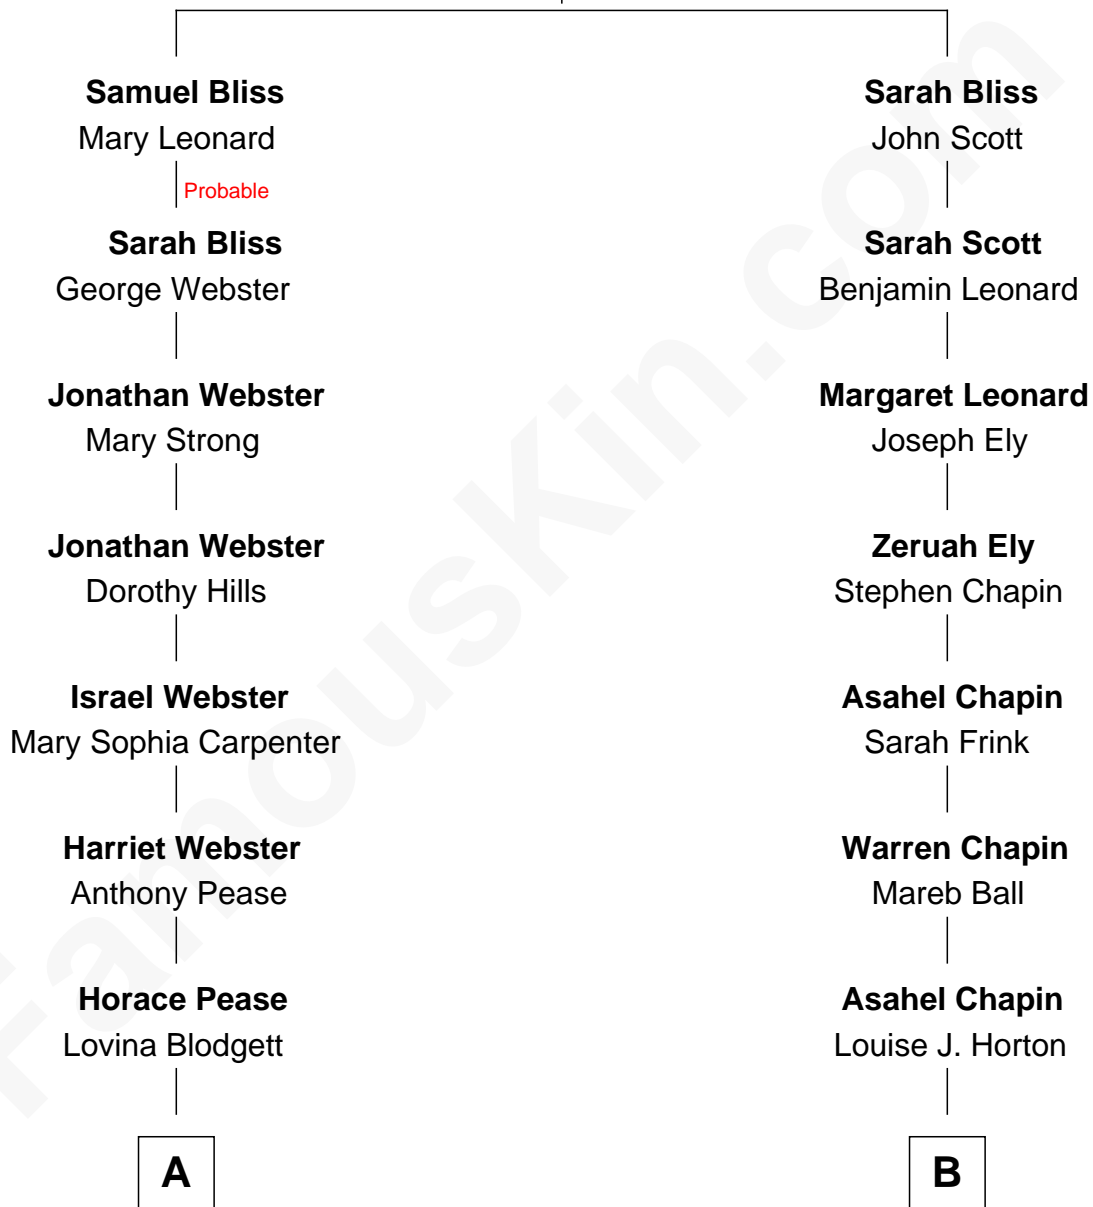 Samuel Bliss
Mary Leonard
Probable
Sarah Bliss
George Webster
Jonathan Webster
Mary Strong
Jonathan Webster
Dorothy Hills
Israel Webster
Mary Sophia Carpenter
Harriet Webster
Anthony Pease
Horace Pease
Lovina Blodgett
A
Sarah Bliss
John Scott
Sarah Scott
Benjamin Leonard
Margaret Leonard
Joseph Ely
Zeruah Ely
Stephen Chapin
Asahel Chapin
Sarah Frink
Warren Chapin
Mareb Ball
Asahel Chapin
Louise J. Horton
B
FamousKin.com